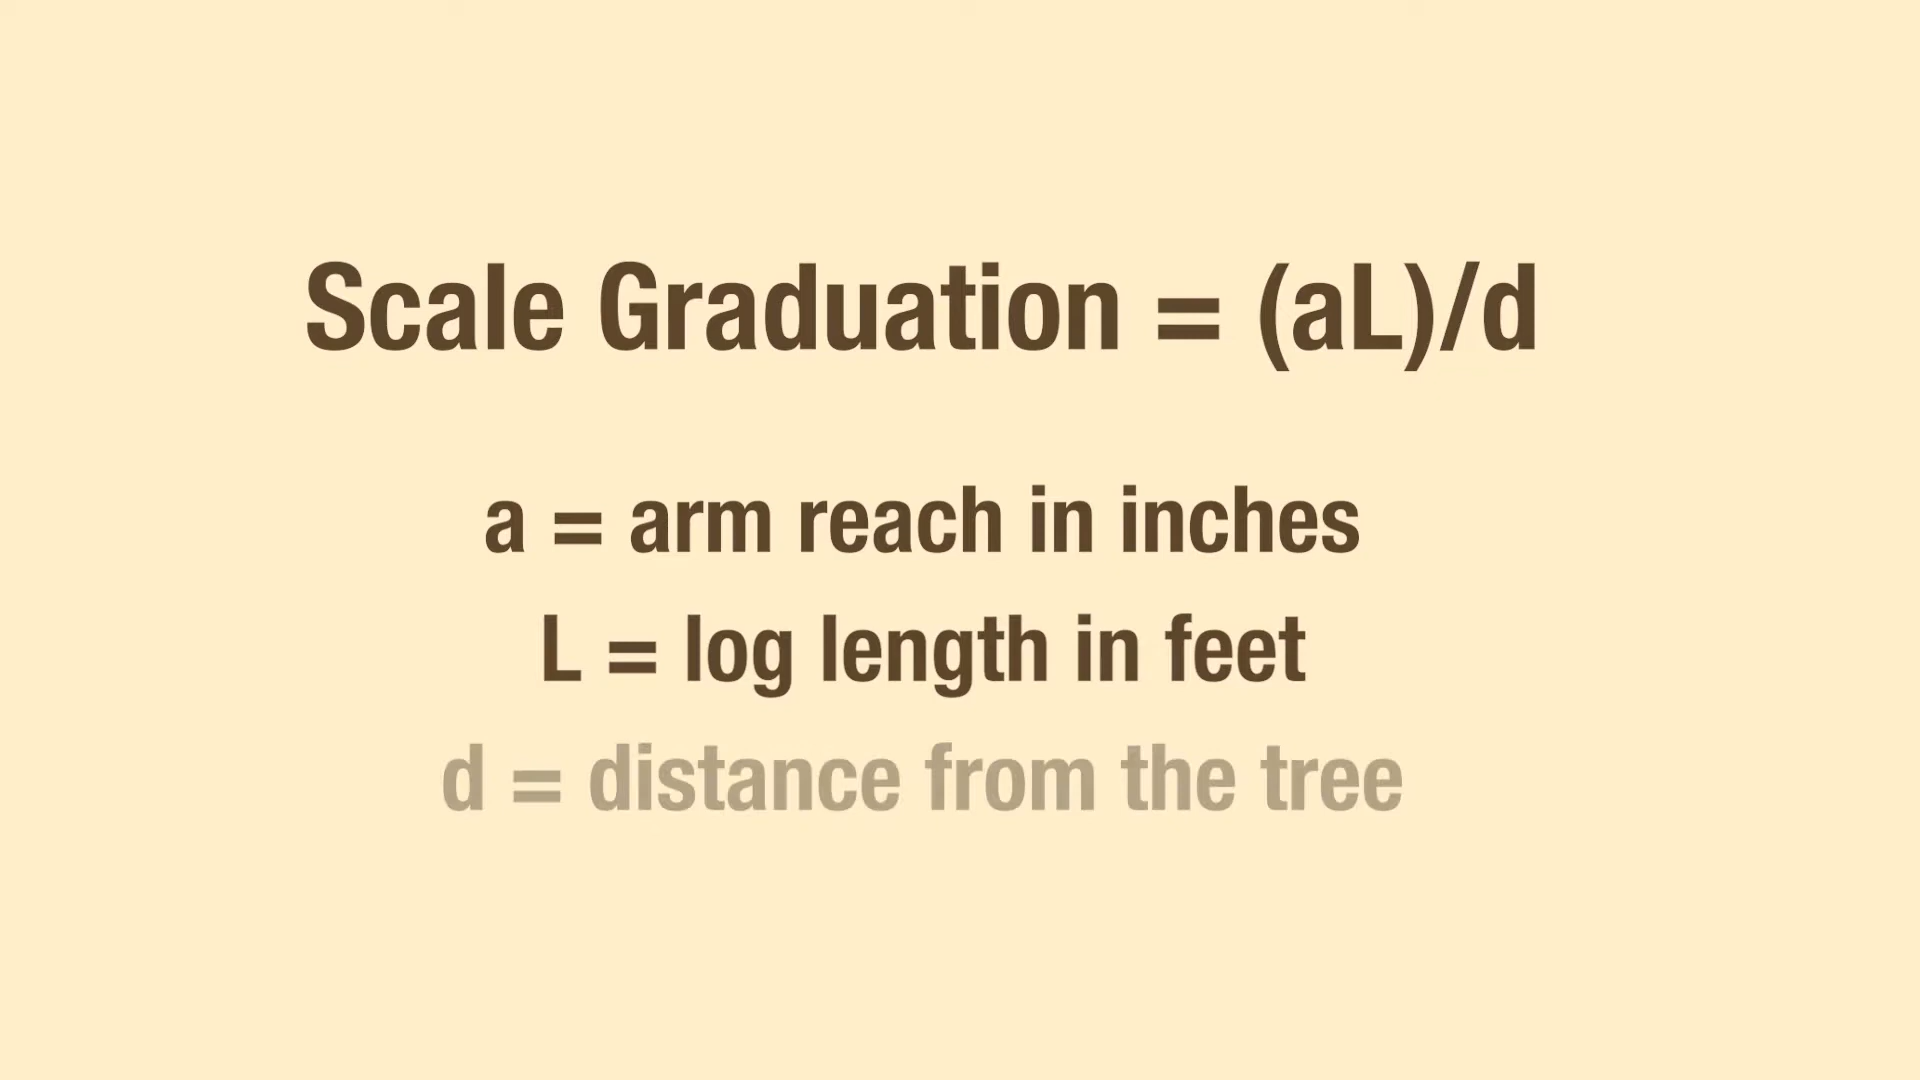 Scale Graduation = (aL)/d
a = arm reach in inches
L = log length in feet
d = distance from the tree